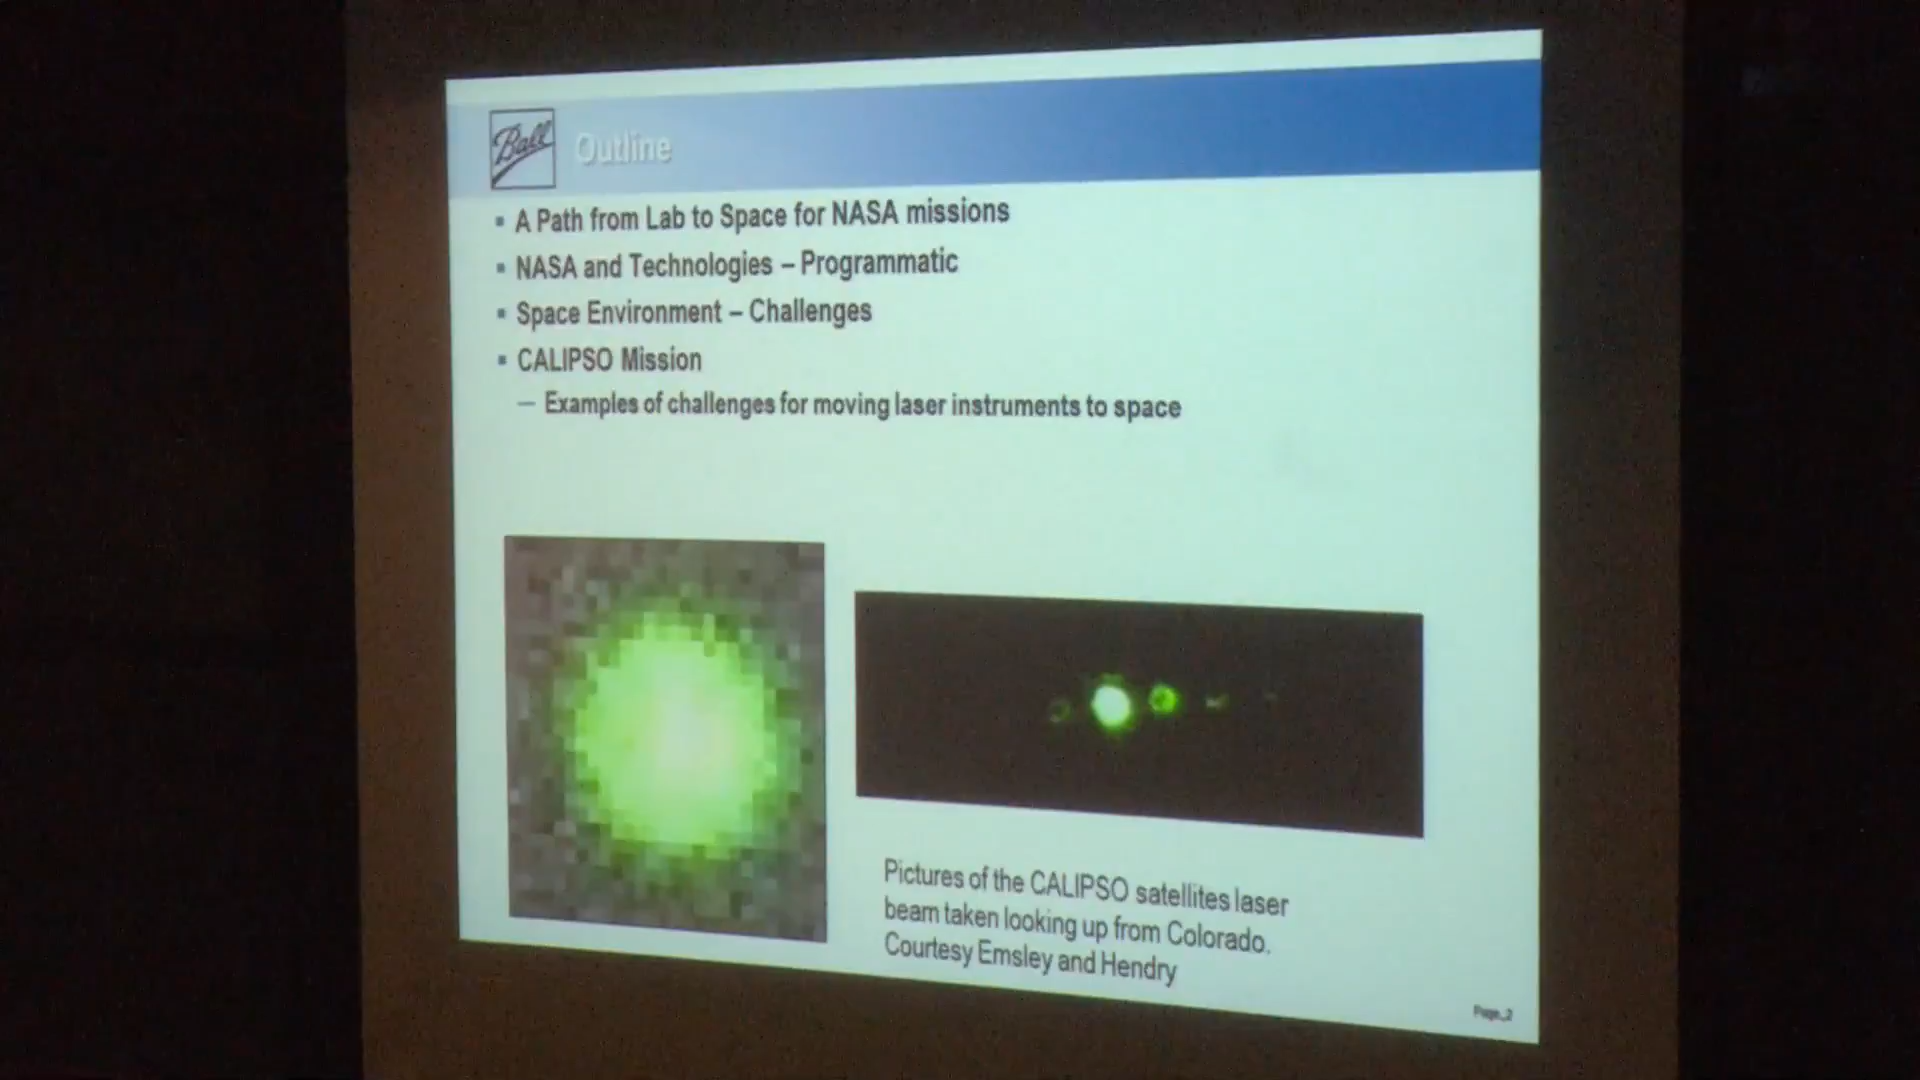 Ball
Outline
▪ A Path from Lab to Space for NASA missions
▪ NASA and Technologies – Programmatic
▪ Space Environment – Challenges
▪ CALIPSO Mission
– Examples of challenges for moving laser instruments to space
Pictures of the CALIPSO satellites laser
beam taken looking up from Colorado.
Courtesy Emsley and Hendry
Page_2